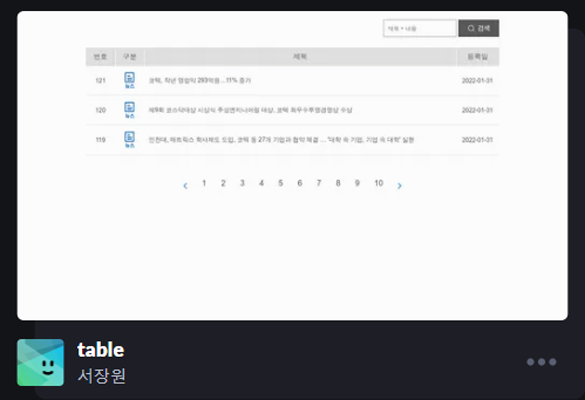 제목 + 내용 검색
번호 구분 제목 등록일
121 뉴스 코텍, 작년 영업익 293억원…11% 증가 2022-01-31
120 뉴스 제9회 코스닥대상 시상식 주성엔지니어링 대상, 코텍 최우수투명경영상 수상 2022-01-31
119 뉴스 인천대, 매트릭스 학사제도 도입, 코텍 등 27개 기업과 협약 체결 … '대학 속 기업, 기업 속 대학' 실현 2022-01-31
‹ 1 2 3 4 5 6 7 8 9 10 ›
table
서장원